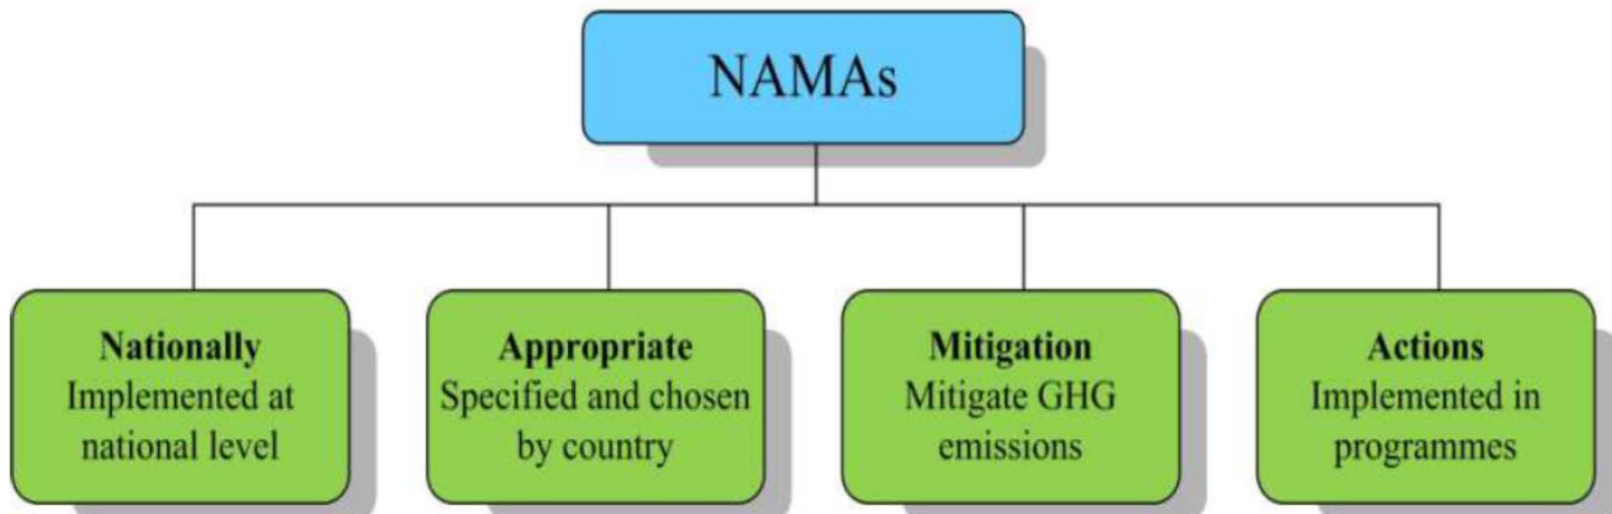 NAMAs
Nationally
Implemented at
national level
Appropriate
Specified and chosen
by country
Mitigation
Mitigate GHG
emissions
Actions
Implemented in
programmes